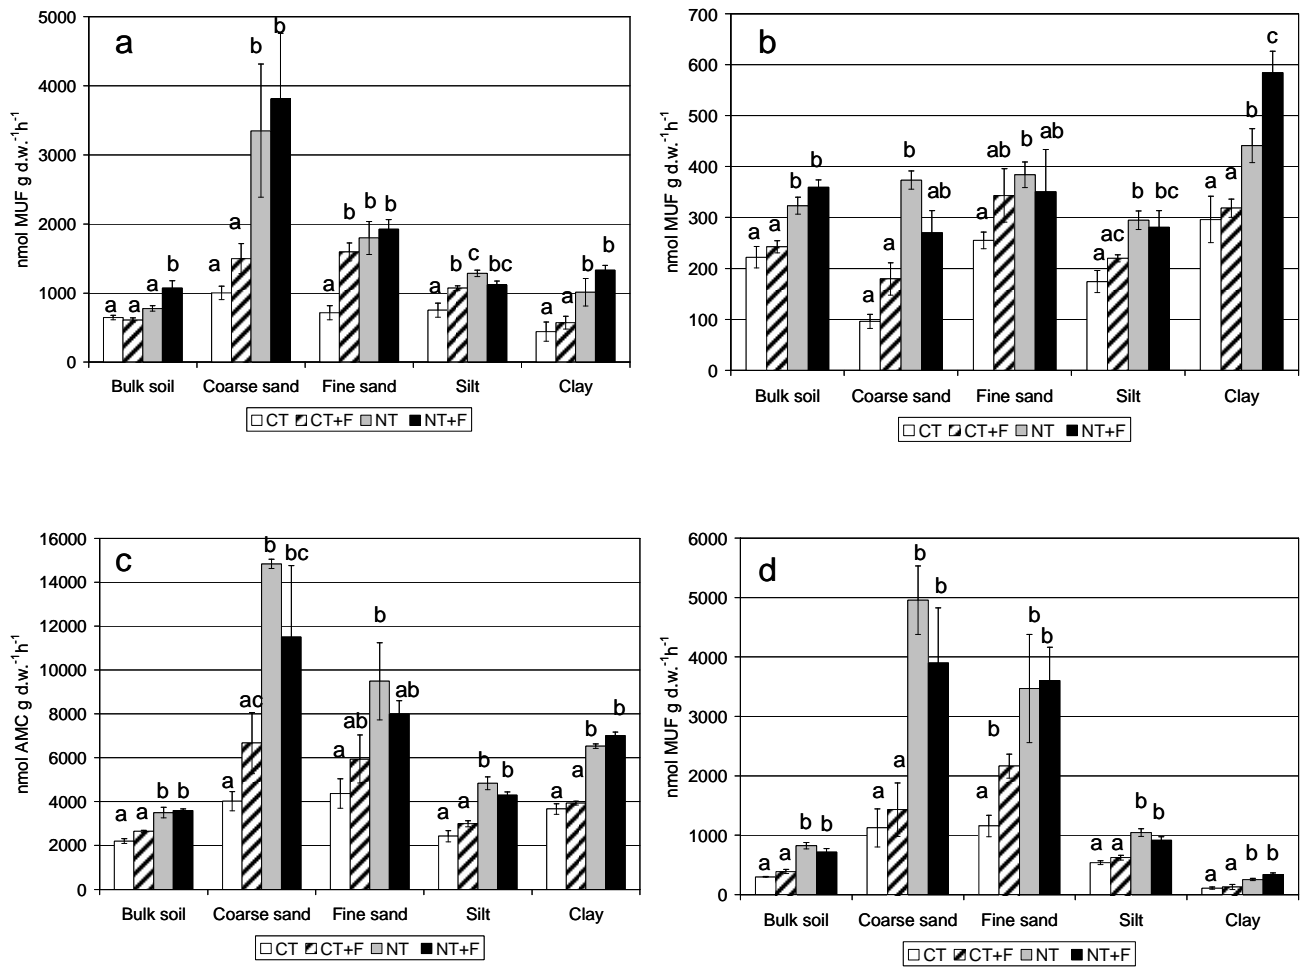 a
5000
4000
3000
2000
1000
0
nmol MUF g d.w.⁻¹h⁻¹
a a a b
a a b b
a b b b
a b c bc
a a b b
Bulk soil Coarse sand Fine sand Silt Clay
CT CT+F NT NT+F
b
700
600
500
400
300
200
100
0
nmol MUF g d.w.⁻¹h⁻¹
a a b b
a a b ab
a ab b ab
a ac b bc
a a b c
Bulk soil Coarse sand Fine sand Silt Clay
CT CT+F NT NT+F
c
16000
14000
12000
10000
8000
6000
4000
2000
0
nmol AMC g d.w.⁻¹h⁻¹
a a b b
a ac b bc
a ab b ab
a a b b
a a b b
Bulk soil Coarse sand Fine sand Silt Clay
CT CT+F NT NT+F
d
6000
5000
4000
3000
2000
1000
0
nmol MUF g d.w.⁻¹h⁻¹
a a b b
a a b b
a b b b
a a b b
a a b b
Bulk soil Coarse sand Fine sand Silt Clay
CT CT+F NT NT+F